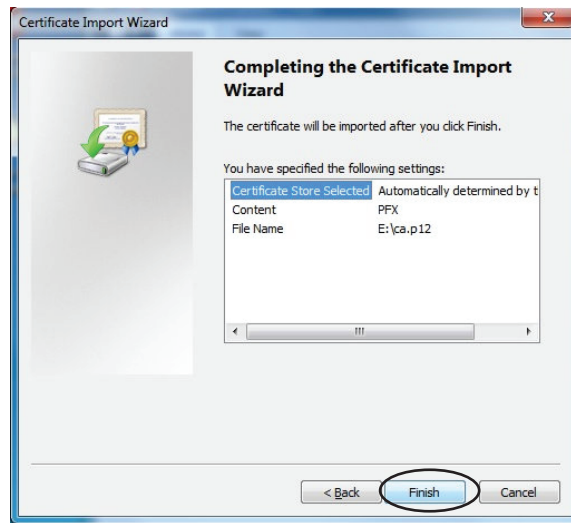 Certificate Import Wizard
Completing the Certificate Import
Wizard
The certificate will be imported after you click Finish.
You have specified the following settings:
Certificate Store Selected Automatically determined by t
Content PFX
File Name E:\ca.p12
< Back Finish Cancel